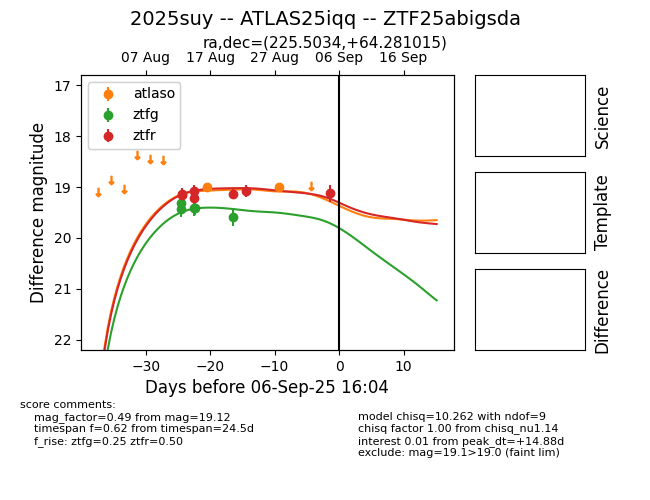 2025suy -- ATLAS25iqq -- ZTF25abigsda
ra,dec=(225.5034,+64.281015)
07 Aug 17 Aug 27 Aug 06 Sep 16 Sep
atlaso
ztfg
ztfr
17
18
19
20
21
22
Difference magnitude
−30 −20 −10 0 10
Days before 06-Sep-25 16:04
Science
Template
Difference
score comments:
mag_factor=0.49 from mag=19.12
timespan f=0.62 from timespan=24.5d
f_rise: ztfg=0.25 ztfr=0.50
model chisq=10.262 with ndof=9
chisq factor 1.00 from chisq_nu1.14
interest 0.01 from peak_dt=+14.88d
exclude: mag=19.1>19.0 (faint lim)